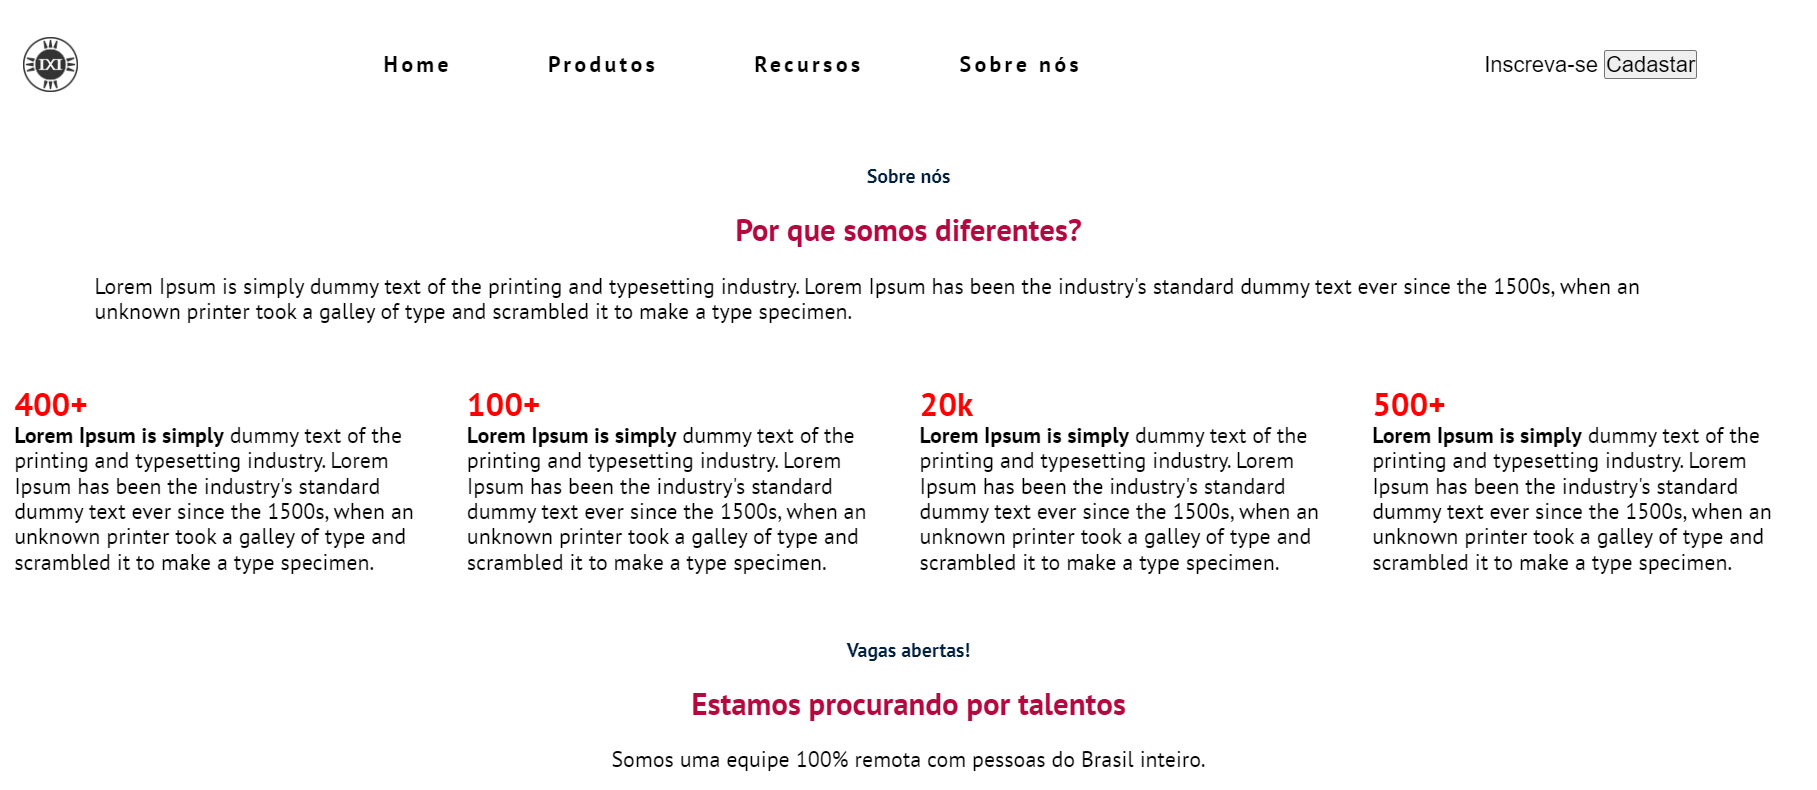 IXI
Home Produtos Recursos Sobre nós Inscreva-se Cadastar
Sobre nós
Por que somos diferentes?
Lorem Ipsum is simply dummy text of the printing and typesetting industry. Lorem Ipsum has been the industry's standard dummy text ever since the 1500s, when an
unknown printer took a galley of type and scrambled it to make a type specimen.
400+
Lorem Ipsum is simply dummy text of the
printing and typesetting industry. Lorem
Ipsum has been the industry's standard
dummy text ever since the 1500s, when an
unknown printer took a galley of type and
scrambled it to make a type specimen.
100+
Lorem Ipsum is simply dummy text of the
printing and typesetting industry. Lorem
Ipsum has been the industry's standard
dummy text ever since the 1500s, when an
unknown printer took a galley of type and
scrambled it to make a type specimen.
20k
Lorem Ipsum is simply dummy text of the
printing and typesetting industry. Lorem
Ipsum has been the industry's standard
dummy text ever since the 1500s, when an
unknown printer took a galley of type and
scrambled it to make a type specimen.
500+
Lorem Ipsum is simply dummy text of the
printing and typesetting industry. Lorem
Ipsum has been the industry's standard
dummy text ever since the 1500s, when an
unknown printer took a galley of type and
scrambled it to make a type specimen.
Vagas abertas!
Estamos procurando por talentos
Somos uma equipe 100% remota com pessoas do Brasil inteiro.